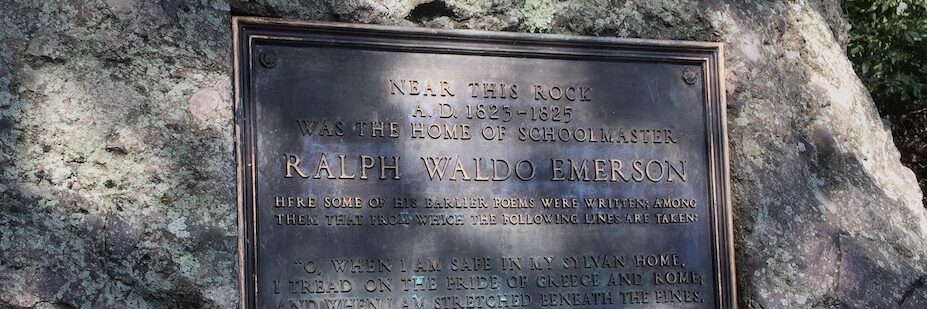 NEAR THIS ROCK
A. D. 1823-1825
WAS THE HOME OF SCHOOLMASTER
RALPH WALDO EMERSON
HERE SOME OF HIS EARLIER POEMS WERE WRITTEN; AMONG
THEM THAT FROM WHICH THE FOLLOWING LINES ARE TAKEN:
"O, WHEN I AM SAFE IN MY SYLVAN HOME,
I TREAD ON THE PRIDE OF GREECE AND ROME;
AND WHEN I AM STRETCHED BENEATH THE PINES,